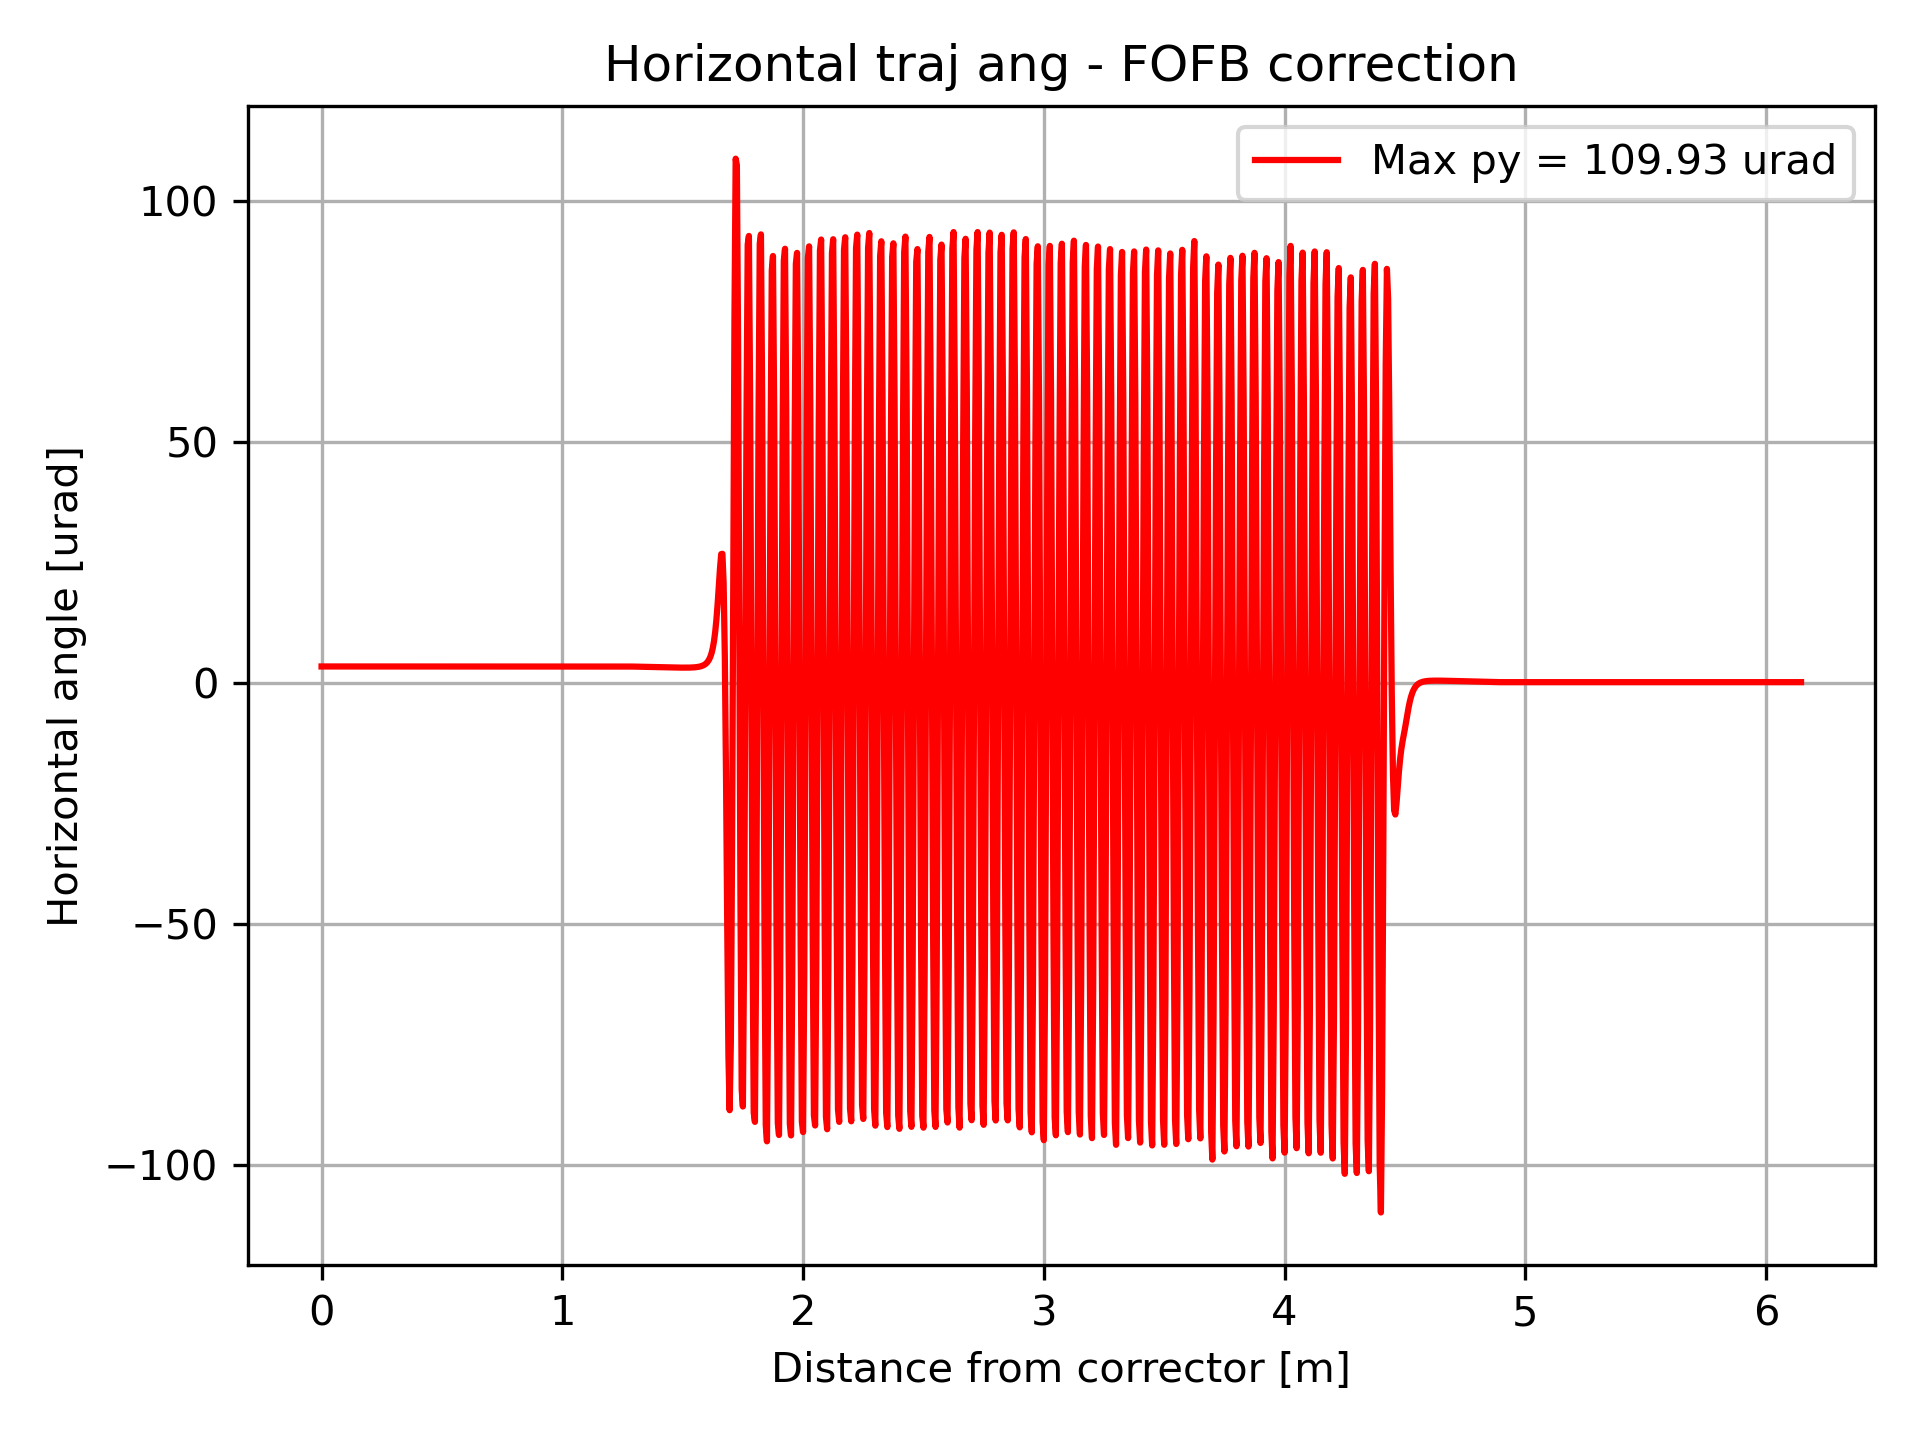 Horizontal traj ang - FOFB correction
Max py = 109.93 urad
Horizontal angle [urad]
100
50
0
−50
−100
0 1 2 3 4 5 6
Distance from corrector [m]